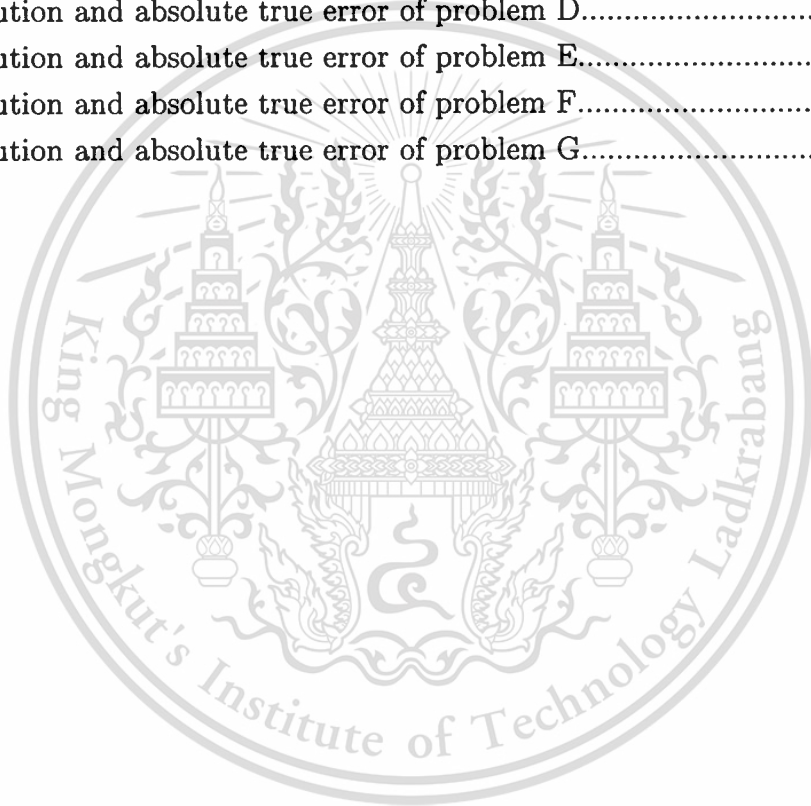 ution and absolute true error of problem D............................
ution and absolute true error of problem E............................
ution and absolute true error of problem F............................
ution and absolute true error of problem G............................
King Mongkut's Institute of Technology Ladkrabang